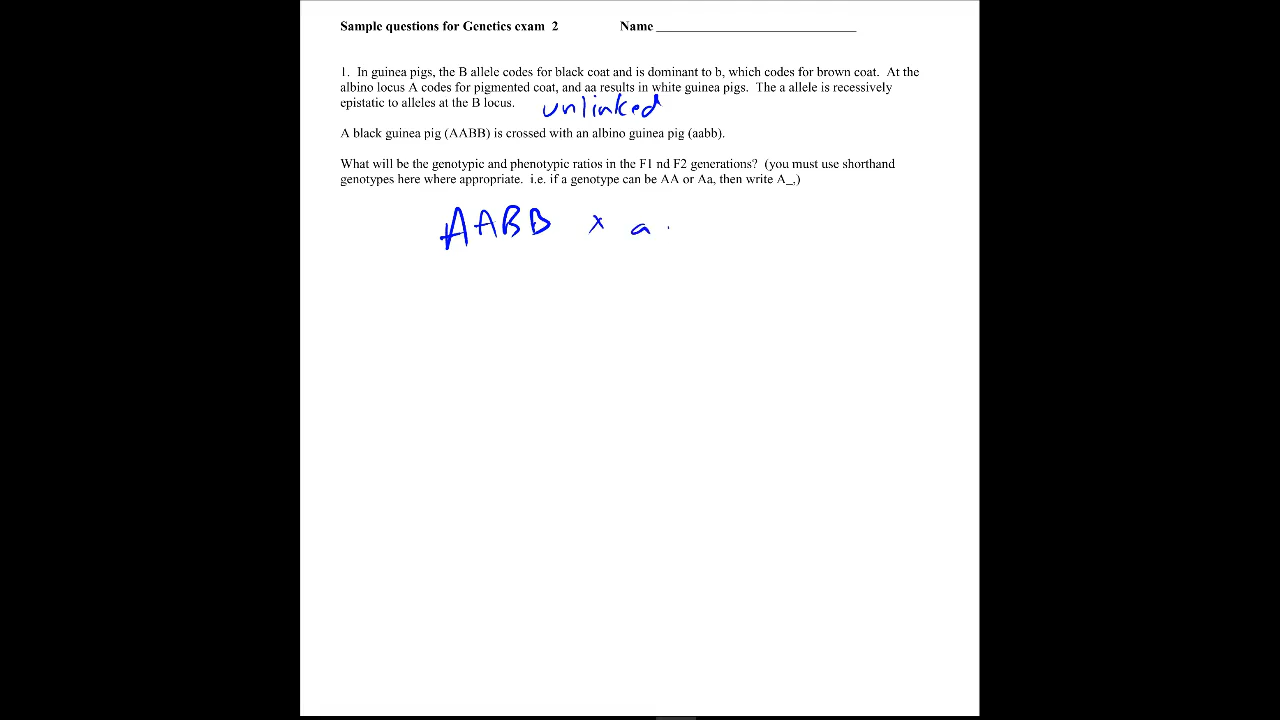 Sample questions for Genetics exam 2 Name ______________________________
1. In guinea pigs, the B allele codes for black coat and is dominant to b, which codes for brown coat. At the
albino locus A codes for pigmented coat, and aa results in white guinea pigs. The a allele is recessively
epistatic to alleles at the B locus.
unlinked
A black guinea pig (AABB) is crossed with an albino guinea pig (aabb).
What will be the genotypic and phenotypic ratios in the F1 nd F2 generations? (you must use shorthand
genotypes here where appropriate. i.e. if a genotype can be AA or Aa, then write A_,)
AABB x a